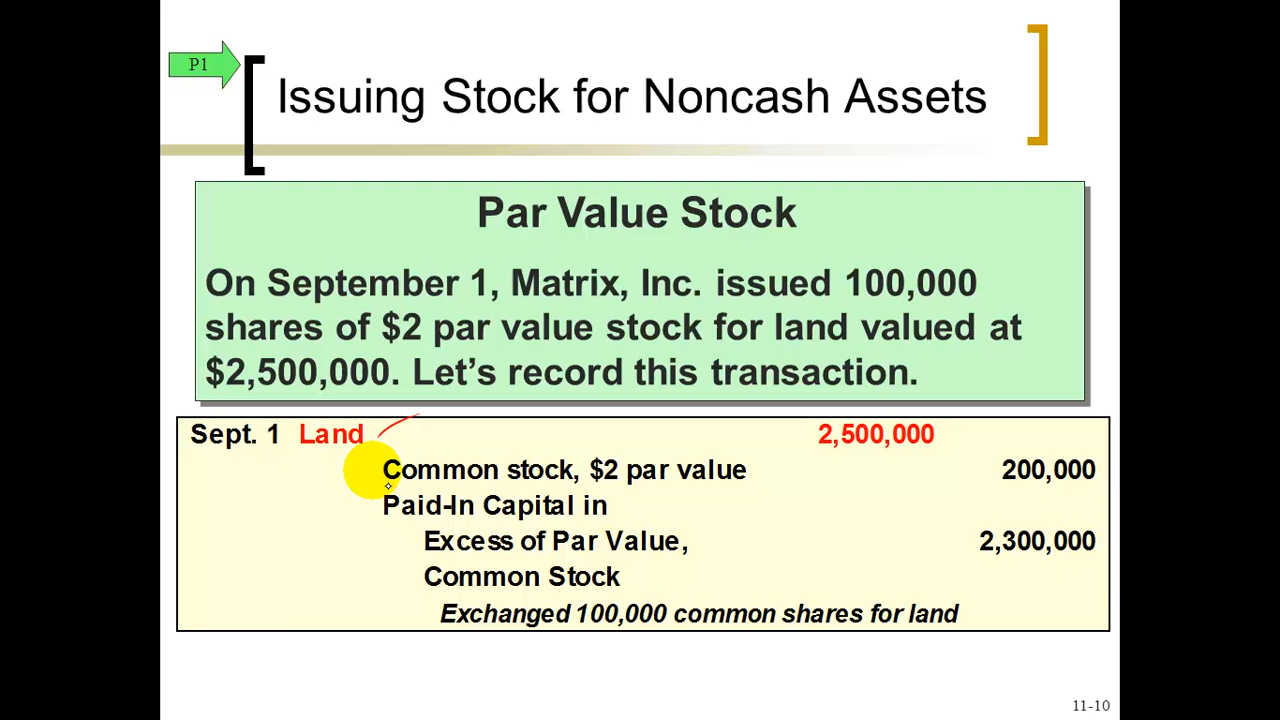 P1
Issuing Stock for Noncash Assets
Par Value Stock
On September 1, Matrix, Inc. issued 100,000
shares of $2 par value stock for land valued at
$2,500,000. Let’s record this transaction.
Sept. 1 Land 2,500,000
Common stock, $2 par value 200,000
Paid-In Capital in
Excess of Par Value, 2,300,000
Common Stock
Exchanged 100,000 common shares for land
11-10